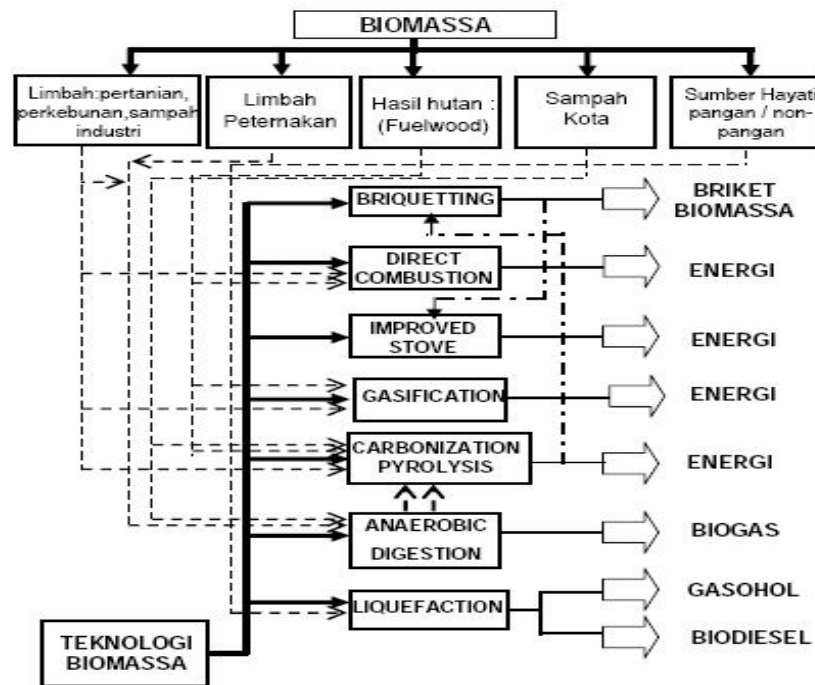 BIOMASSA
Limbah:pertanian,
perkebunan,sampah
industri
Limbah
Peternakan
Hasil hutan :
(Fuelwood)
Sampah
Kota
Sumber Hayati
pangan / non-
pangan
BRIQUETTING
BRIKET
BIOMASSA
DIRECT
COMBUSTION
ENERGI
IMPROVED
STOVE
ENERGI
GASIFICATION
ENERGI
CARBONIZATION
PYROLYSIS
ENERGI
ANAEROBIC
DIGESTION
BIOGAS
LIQUEFACTION
GASOHOL
BIODIESEL
TEKNOLOGI
BIOMASSA